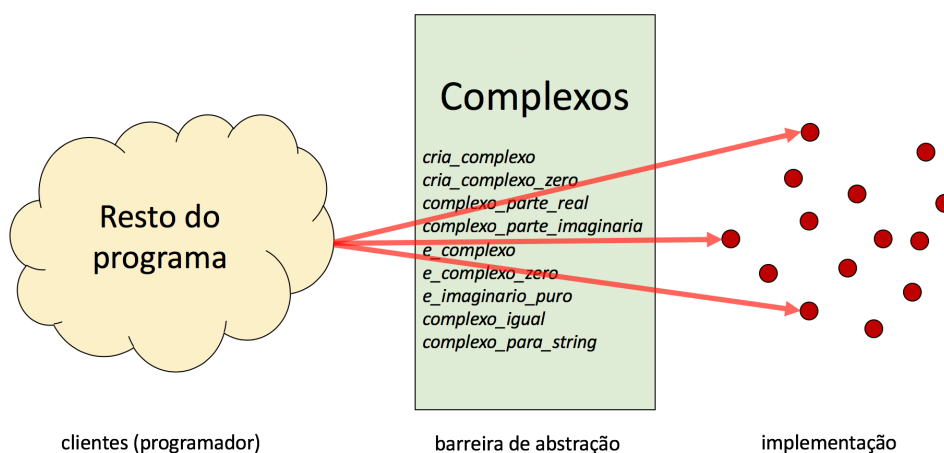 Complexos
Resto do
programa
cria_complexo
cria_complexo_zero
complexo_parte_real
complexo_parte_imaginaria
e_complexo
e_complexo_zero
e_imaginario_puro
complexo_igual
complexo_para_string
clientes (programador)
barreira de abstração
implementação